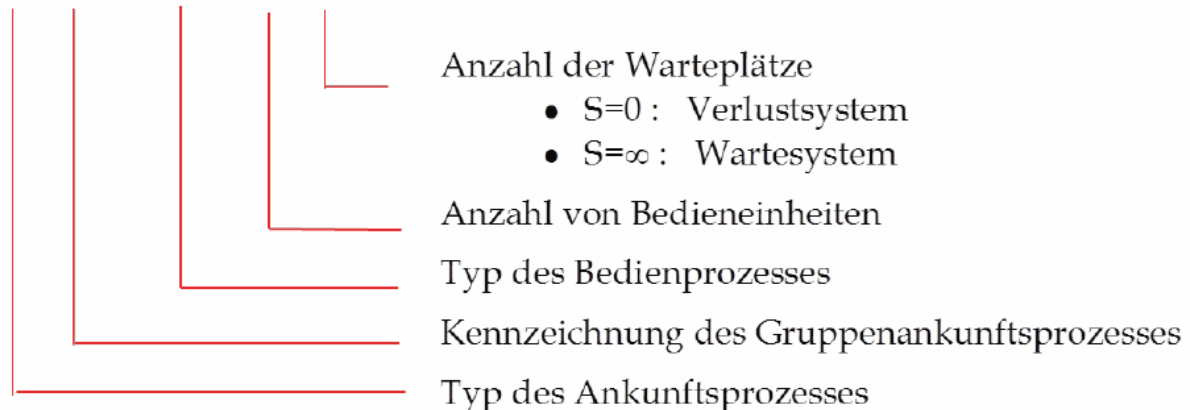 Anzahl der Warteplätze
• S=0 : Verlustsystem
• S=∞ : Wartesystem
Anzahl von Bedieneinheiten
Typ des Bedienprozesses
Kennzeichnung des Gruppenankunftsprozesses
Typ des Ankunftsprozesses